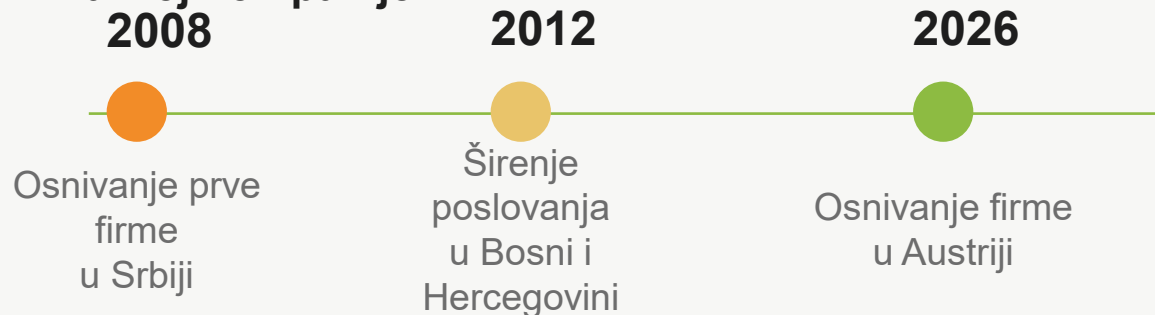 2008
2012
2026
Osnivanje prve
firme
u Srbiji
Širenje
poslovanja
u Bosni i
Hercegovini
Osnivanje firme
u Austriji